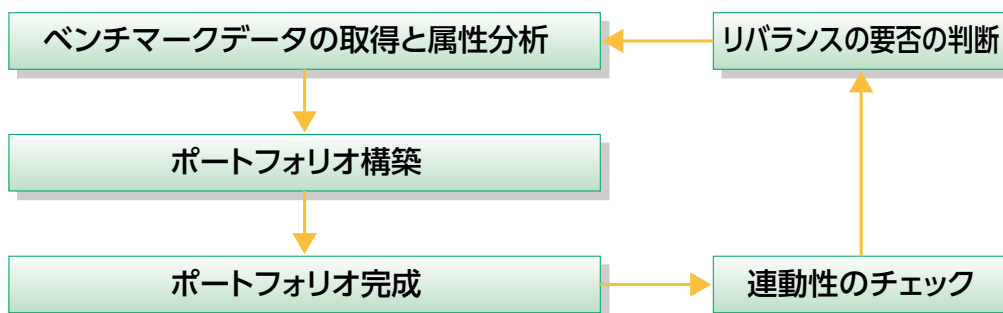 ベンチマークデータの取得と属性分析
リバランスの要否の判断
ポートフォリオ構築
ポートフォリオ完成
連動性のチェック